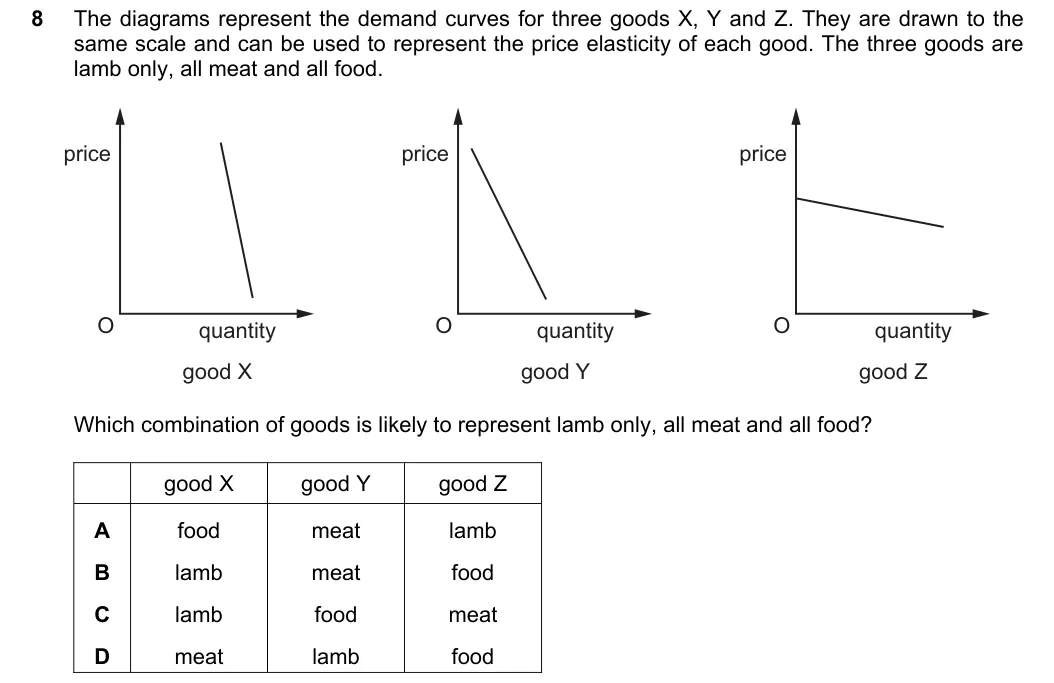 8 The diagrams represent the demand curves for three goods X, Y and Z. They are drawn to the
same scale and can be used to represent the price elasticity of each good. The three goods are
lamb only, all meat and all food.
price price price
O quantity O quantity O quantity
good X good Y good Z
Which combination of goods is likely to represent lamb only, all meat and all food?
good X good Y good Z
A food meat lamb
B lamb meat food
C lamb food meat
D meat lamb food